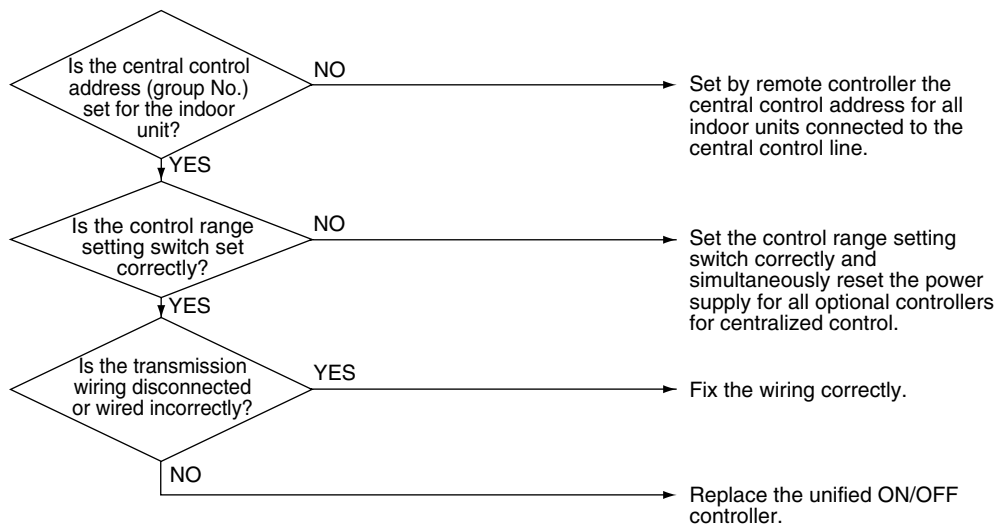 Is the central control
address (group No.)
set for the indoor
unit?
NO
Set by remote controller the
central control address for all
indoor units connected to the
central control line.
YES
Is the control range
setting switch set
correctly?
NO
Set the control range setting
switch correctly and
simultaneously reset the power
supply for all optional controllers
for centralized control.
YES
Is the transmission
wiring disconnected
or wired incorrectly?
YES
Fix the wiring correctly.
NO
Replace the unified ON/OFF
controller.